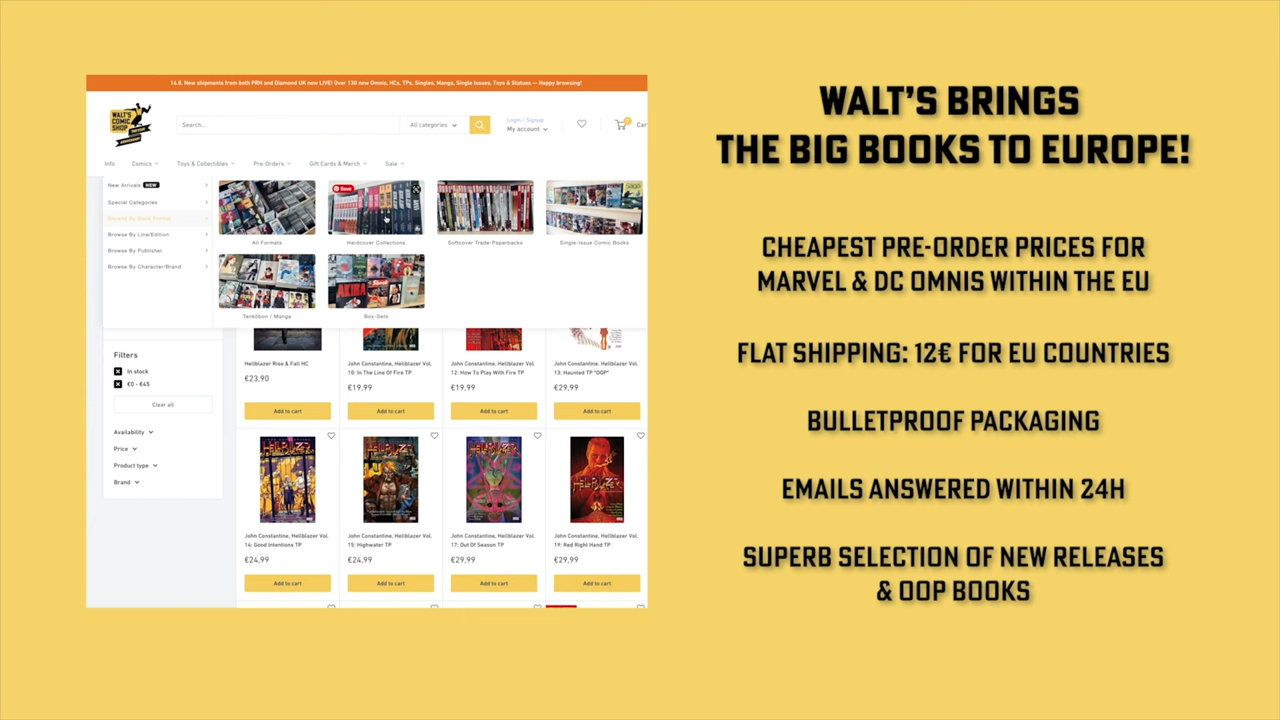 16.8. New shipments from both PRH and Diamond UK now LIVE! Over 130 new Omnis, HCs, TPs, Singles, Manga, Single Issues, Toys & Statues — Happy browsing!
WALT'S
COMIC
SHOP
Search...
All categories
Login / Signup
My account
Car
Info
Comics
Toys & Collectibles
Pre-Orders
Gift Cards & Merch
Sale
New Arrivals NEW
Special Categories
Browse By Book Format
Browse By Line/Edition
Browse By Publisher
Browse By Character/Brand
Save
All Formats
Hardcover Collections
Softcover Trade-Paperbacks
Single-Issue Comic Books
Tankōbon / Manga
Box-Sets
Filters
In stock
€0 - €45
Clear all
Availability
Price
Product type
Brand
Hellblazer Rise & Fall HC
€23,90
Add to cart
John Constantine, Hellblazer Vol.
10: In The Line Of Fire TP
€19,99
Add to cart
John Constantine, Hellblazer Vol.
12: How To Play With Fire TP
€19,99
Add to cart
John Constantine, Hellblazer Vol.
13: Haunted TP "OOP"
€29,99
Add to cart
HELLBLAZER
John Constantine, Hellblazer Vol.
14: Good Intentions TP
€24,99
Add to cart
HELLBLAZER
John Constantine, Hellblazer Vol.
15: Highwater TP
€24,99
Add to cart
HELLBLAZER
John Constantine, Hellblazer Vol.
17: Out Of Season TP
€29,99
Add to cart
HELLBLAZER
John Constantine, Hellblazer Vol.
19: Red Right Hand TP
€29,99
Add to cart
WALT'S BRINGS
THE BIG BOOKS TO EUROPE!
CHEAPEST PRE-ORDER PRICES FOR
MARVEL & DC OMNIS WITHIN THE EU
FLAT SHIPPING: 12€ FOR EU COUNTRIES
BULLETPROOF PACKAGING
EMAILS ANSWERED WITHIN 24H
SUPERB SELECTION OF NEW RELEASES
& OOP BOOKS